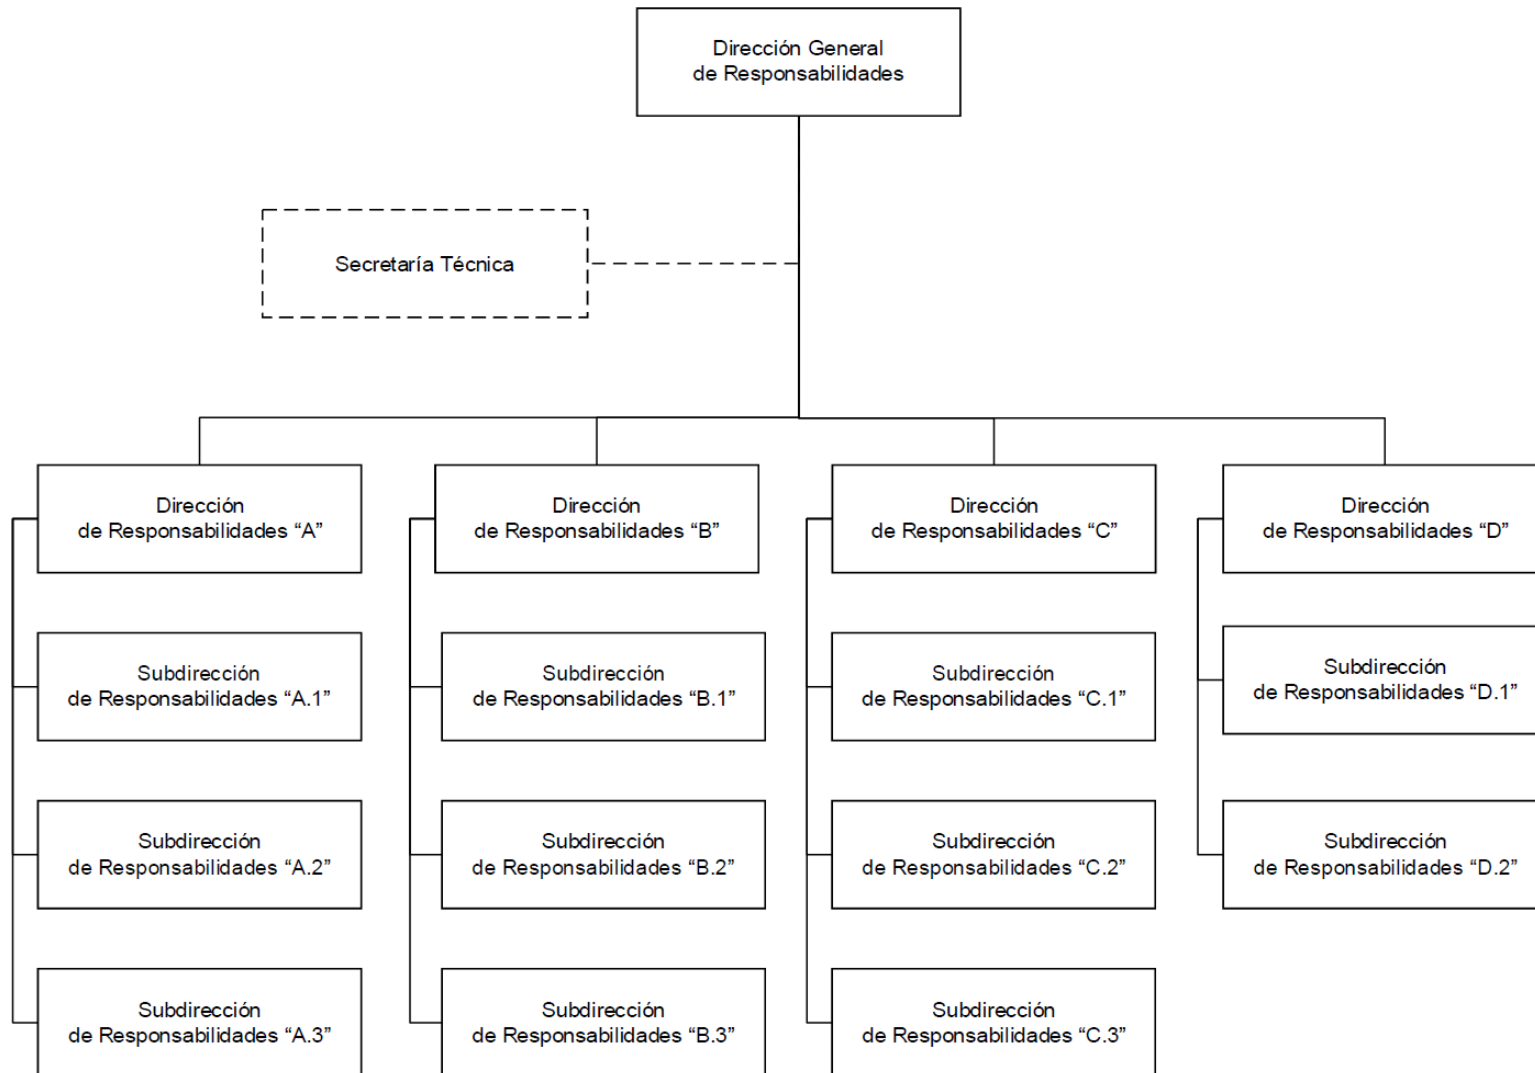 Dirección General
de Responsabilidades
Secretaría Técnica
Dirección
de Responsabilidades “A”
Dirección
de Responsabilidades “B”
Dirección
de Responsabilidades “C”
Dirección
de Responsabilidades “D”
Subdirección
de Responsabilidades “A.1”
Subdirección
de Responsabilidades “B.1”
Subdirección
de Responsabilidades “C.1”
Subdirección
de Responsabilidades “D.1”
Subdirección
de Responsabilidades “A.2”
Subdirección
de Responsabilidades “B.2”
Subdirección
de Responsabilidades “C.2”
Subdirección
de Responsabilidades “D.2”
Subdirección
de Responsabilidades “A.3”
Subdirección
de Responsabilidades “B.3”
Subdirección
de Responsabilidades “C.3”